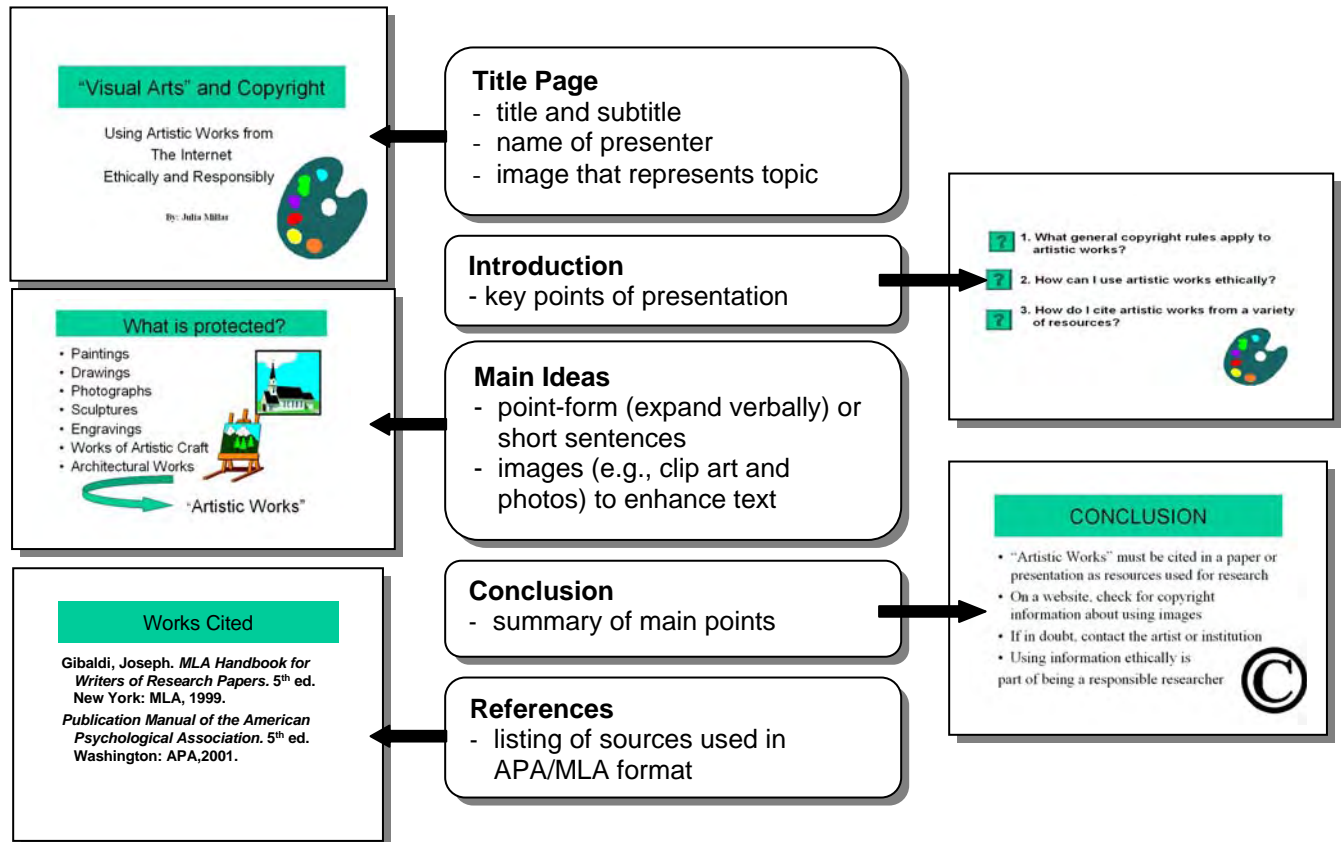 "Visual Arts" and Copyright
Using Artistic Works from
The Internet
Ethically and Responsibly
By: Julia Millar
Title Page
- title and subtitle
- name of presenter
- image that represents topic
Introduction
- key points of presentation
? 1. What general copyright rules apply to
artistic works?
? 2. How can I use artistic works ethically?
? 3. How do I cite artistic works from a variety
of resources?
What is protected?
• Paintings
• Drawings
• Photographs
• Sculptures
• Engravings
• Works of Artistic Craft
• Architectural Works
"Artistic Works"
Main Ideas
- point-form (expand verbally) or
short sentences
- images (e.g., clip art and
photos) to enhance text
Conclusion
- summary of main points
CONCLUSION
• "Artistic Works" must be cited in a paper or
presentation as resources used for research
• On a website, check for copyright
information about using images
• If in doubt, contact the artist or institution
• Using information ethically is
part of being a responsible researcher
©
Works Cited
Gibaldi, Joseph. MLA Handbook for
Writers of Research Papers. 5th ed.
New York: MLA, 1999.
Publication Manual of the American
Psychological Association. 5th ed.
Washington: APA,2001.
References
- listing of sources used in
APA/MLA format